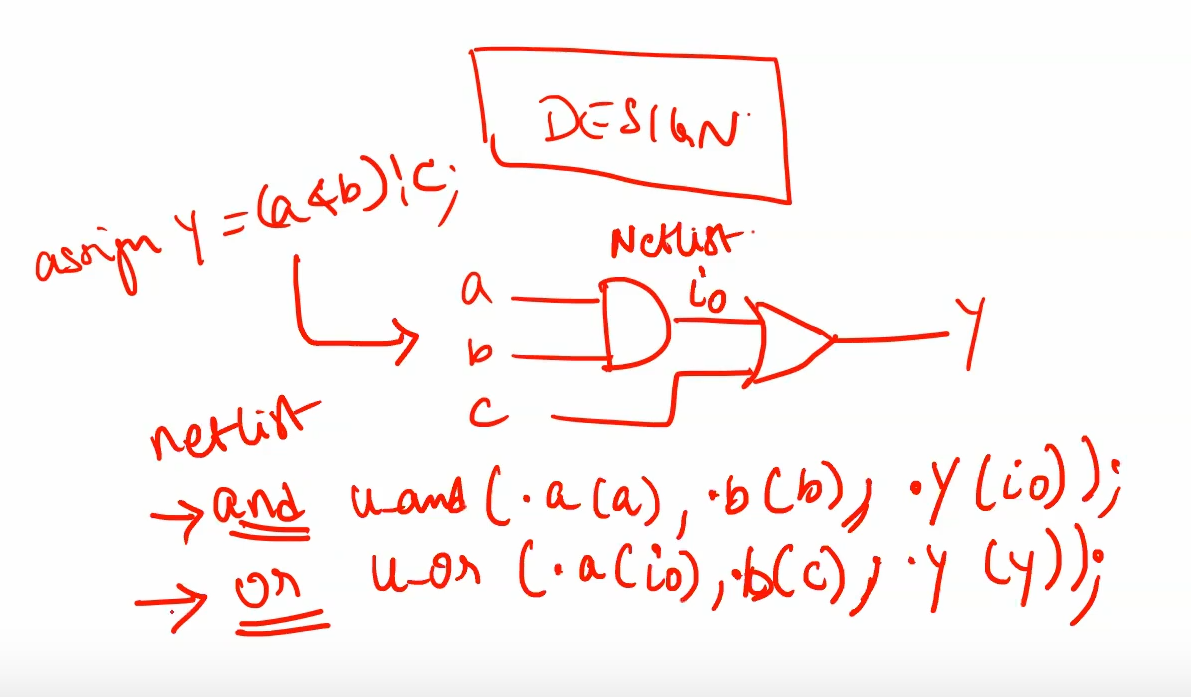 DESIGN
assign Y = (a&b)|C;
Netlist
a
i0
b
Y
C
netlist
→ and u_and (.a(a), .b(b), .Y(i0));
→ or u_or (.a(i0), .b(c), .Y(y));